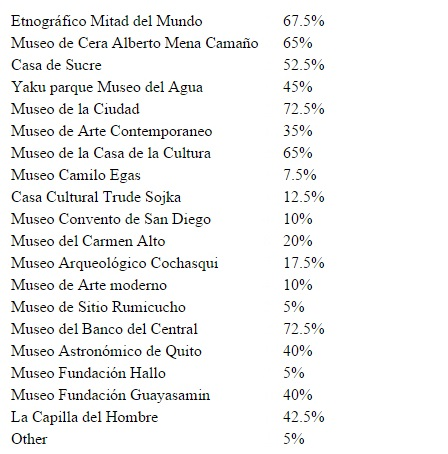 Etnográfico Mitad del Mundo 67.5%
Museo de Cera Alberto Mena Camaño 65%
Casa de Sucre 52.5%
Yaku parque Museo del Agua 45%
Museo de la Ciudad 72.5%
Museo de Arte Contemporaneo 35%
Museo de la Casa de la Cultura 65%
Museo Camilo Egas 7.5%
Casa Cultural Trude Sojka 12.5%
Museo Convento de San Diego 10%
Museo del Carmen Alto 20%
Museo Arqueológico Cochasqui 17.5%
Museo de Arte moderno 10%
Museo de Sitio Rumicucho 5%
Museo del Banco del Central 72.5%
Museo Astronómico de Quito 40%
Museo Fundación Hallo 5%
Museo Fundación Guayasamin 40%
La Capilla del Hombre 42.5%
Other 5%